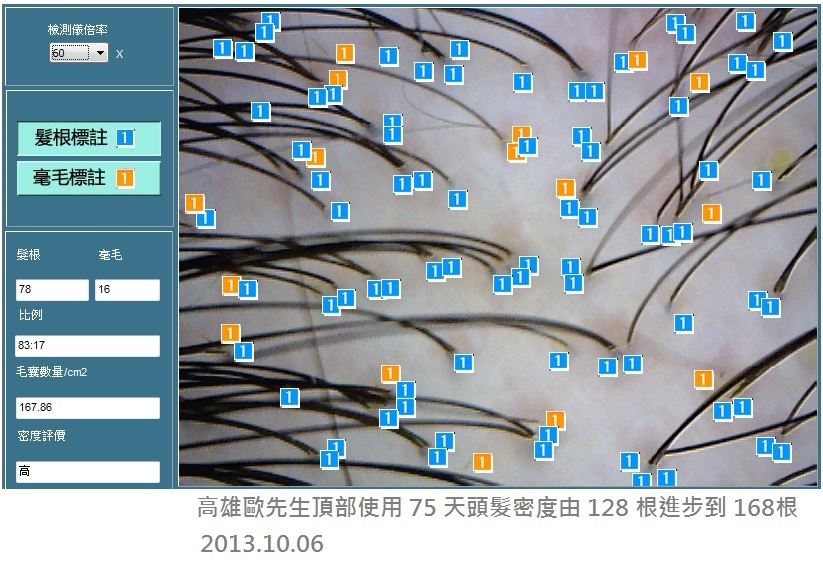 檢測儀倍率
60 x
髮根標註 1
毫毛標註 1
髮根 毫毛
78 16
比例
83:17
毛囊數量/cm2
167.86
密度評價
高
高雄歐先生頂部使用 75 天頭髮密度由 128 根進步到 168根
2013.10.06